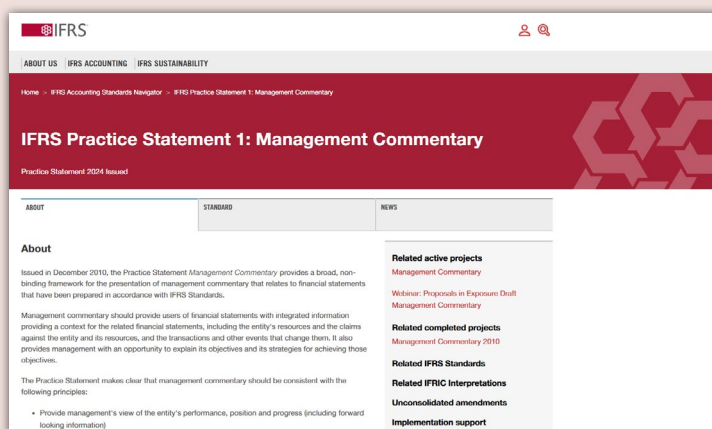 IFRS
ABOUT US IFRS ACCOUNTING IFRS SUSTAINABILITY
Home > IFRS Accounting Standards Navigator > IFRS Practice Statement 1: Management Commentary
IFRS Practice Statement 1: Management Commentary
Practice Statement 2024 Issued
ABOUT STANDARD NEWS
About
Issued in December 2010, the Practice Statement Management Commentary provides a broad, non-
binding framework for the presentation of management commentary that relates to financial statements
that have been prepared in accordance with IFRS Standards.
Management commentary should provide users of financial statements with integrated information
providing a context for the related financial statements, including the entity's resources and the claims
against the entity and its resources, and the transactions and other events that change them. It also
provides management with an opportunity to explain its objectives and its strategies for achieving those
objectives.
The Practice Statement makes clear that management commentary should be consistent with the
following principles:
• Provide management's view of the entity's performance, position and progress (including forward
looking information)
Related active projects
Management Commentary
Webinar: Proposals in Exposure Draft
Management Commentary
Related completed projects
Management Commentary 2010
Related IFRS Standards
Related IFRIC Interpretations
Unconsolidated amendments
Implementation support